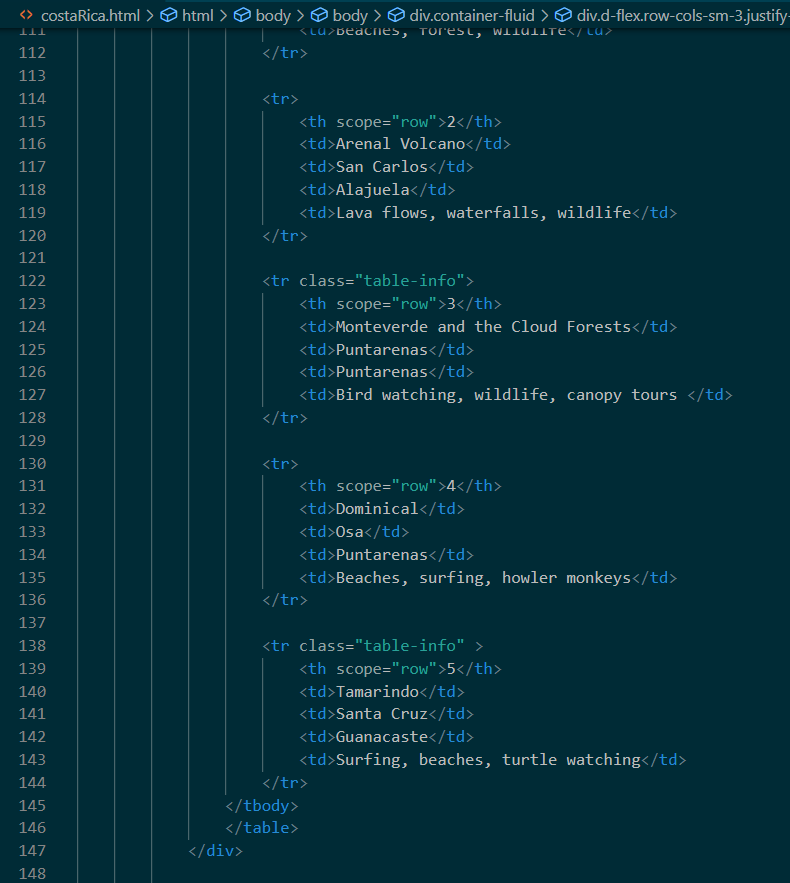 costaRica.html > html > body > body > div.container-fluid > div.d-flex.row-cols-sm-3.justify-
111 <td>Beaches, forest, wildlife</td>
112 </tr>
113
114 <tr>
115 <th scope="row">2</th>
116 <td>Arenal Volcano</td>
117 <td>San Carlos</td>
118 <td>Alajuela</td>
119 <td>Lava flows, waterfalls, wildlife</td>
120 </tr>
121
122 <tr class="table-info">
123 <th scope="row">3</th>
124 <td>Monteverde and the Cloud Forests</td>
125 <td>Puntarenas</td>
126 <td>Puntarenas</td>
127 <td>Bird watching, wildlife, canopy tours </td>
128 </tr>
129
130 <tr>
131 <th scope="row">4</th>
132 <td>Dominical</td>
133 <td>Osa</td>
134 <td>Puntarenas</td>
135 <td>Beaches, surfing, howler monkeys</td>
136 </tr>
137
138 <tr class="table-info" >
139 <th scope="row">5</th>
140 <td>Tamarindo</td>
141 <td>Santa Cruz</td>
142 <td>Guanacaste</td>
143 <td>Surfing, beaches, turtle watching</td>
144 </tr>
145 </tbody>
146 </table>
147 </div>
148